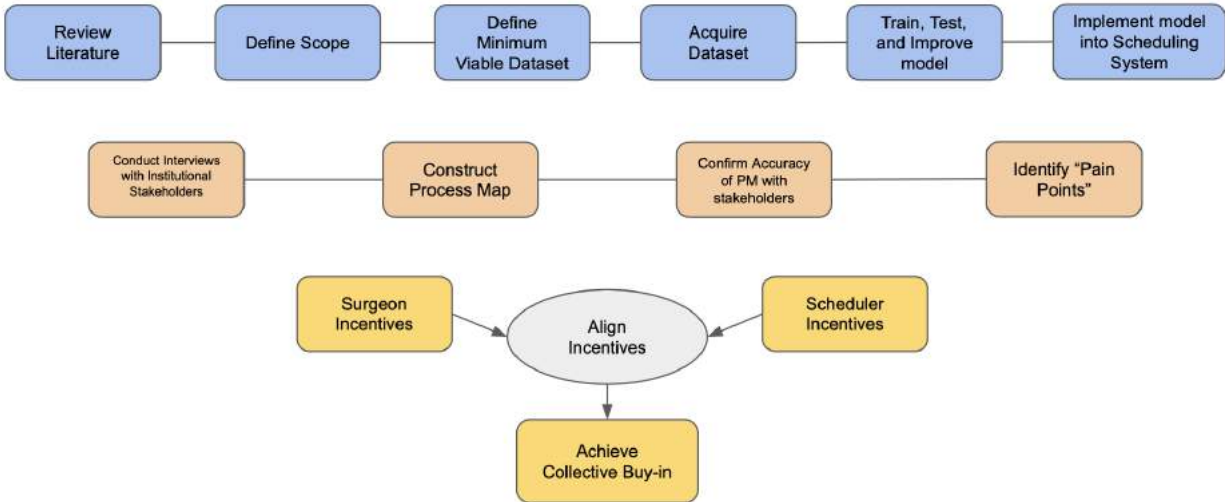 Review
Literature
Define Scope
Define
Minimum
Viable Dataset
Acquire
Dataset
Train, Test,
and Improve
model
Implement model
into Scheduling
System
Conduct Interviews
with Institutional
Stakeholders
Construct
Process Map
Confirm Accuracy
of PM with
stakeholders
Identify “Pain
Points”
Surgeon
Incentives
Align
Incentives
Scheduler
Incentives
Achieve
Collective Buy-in